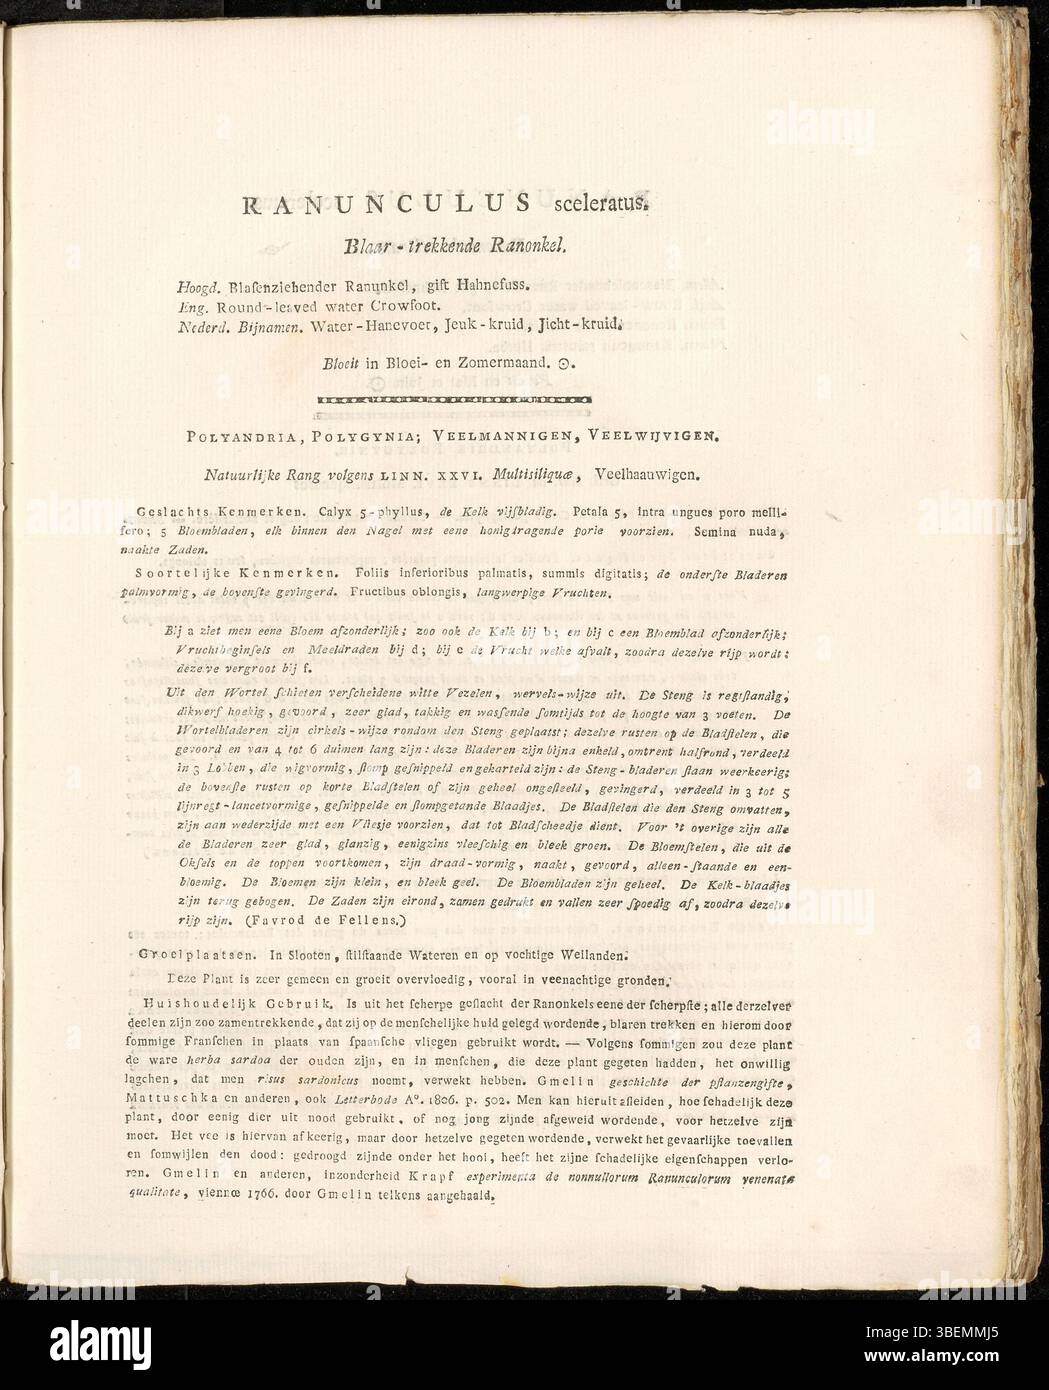 RANUNCULUS sceleratus.
Blaar-trekkende Ranonkel.
Hoogd. Blaſenziehender Ranunkel, gift Hahnefuss.
Eng. Round-leaved water Crowfoot.
Nederd. Bijnamen. Water-Hanevoet, Jeuk-kruid, Jicht-kruid.
Bloeit in Bloei- en Zomermaand. ☉.
POLYANDRIA, POLYGYNIA; VEELMANNIGEN, VEELWIJVIGEN.
Natuurlijke Rang volgens LINN. XXVI. Multisiliquæ, Veelhaauwigen.
Geslachts Kenmerken. Calyx 5-phyllus, de Kelk vijfbladig. Petala 5, intra ungues poro melli-
fero; 5 Bloembladen, elk binnen den Nagel met eene honigdragende porie voorzien. Semina nuda,
naakte Zaden.
Soortelijke Kenmerken. Foliis inferioribus palmatis, summis digitatis; de onderſte Bladeren
palmvormig, de bovenſte gevingerd. Fructibus oblongis, langwerpige Vruchten.
Bij a ziet men eene Bloem afzonderlijk; zoo ook de Kelk bij b; en bij c een Bloemblad afzonderlijk;
Vruchtbeginſels en Meeldraden bij d; bij e de Vrucht welke afvalt, zoodra dezelve rijp wordt;
dezelve vergroot bij f.
Uit den Wortel ſchieten verſcheidene witte Vezelen, wervels-wijze uit. De Steng is regtſtandig,
dikwerf hoekig, gevoord, zeer glad, takkig en wasſende ſomtijds tot de hoogte van 3 voeten. De
Wortelbladeren zijn cirkels-wijze rondom den Steng geplaatst; dezelve rusten op de Bladſtelen, die
gevoord en van 4 tot 6 duimen lang zijn: deze Bladeren zijn bijna enkeld, omtrent halfrond, verdeeld
in 3 Lobben, die wigvormig, ſtomp geſnippeld en gekarteld zijn: de Steng-bladeren ſtaan weerkeerig;
de bovenſte rusten op korte Bladſtelen of zijn geheel ongeſteeld, gevingerd, verdeeld in 3 tot 5
lijnregt-lancetvormige, geſnippelde en ſtompgetande Blaadjes. De Bladſtelen die den Steng omvatten,
zijn aan wederzijde met een Vliesje voorzien, dat tot Bladſcheedje dient. Voor 't overige zijn alle
de Bladeren zeer glad, glanzig, eenigzins vleeſchig en bleek groen. De Bloemſtelen, die uit de
Okſels en de toppen voortkomen, zijn draad-vormig, naakt, gevoord, alleen-ſtaande en een-
bloemig. De Bloemen zijn klein, en bleek geel. De Bloembladen zijn geheel. De Kelk-blaadjes
zijn terug gebogen. De Zaden zijn eirond, zamen gedrukt en vallen zeer ſpoedig af, zoodra dezelve
rijp zijn. (Favrod de Fellens.)
Groeiplaatsen. In Slooten, ſtilſtaande Wateren en op vochtige Weilanden.
Deze Plant is zeer gemeen en groeit overvloedig, vooral in veenachtige gronden.
Huishoudelijk Gebruik. Is uit het ſcherpe geſlacht der Ranonkels eene der ſcherpſte; alle derzelver
deelen zijn zoo zamentrekkende, dat zij op de menſchelijke huid gelegd wordende, blaren trekken en hierom door
ſommige Franſchen in plaats van ſpaanſche vliegen gebruikt wordt. — Volgens ſommigen zou deze plant
de ware herba sardoa der ouden zijn, en in menſchen, die deze plant gegeten hadden, het onwillig
lagchen, dat men risus sardonicus noemt, verwekt hebben. Gmelin geschichte der pflanzengifte,
Mattuschka en anderen, ook Letterbode Ao. 1806. p. 502. Men kan hieruit afleiden, hoe ſchadelijk deze
plant, door eenig dier uit nood gebruikt, of nog jong zijnde afgeweid wordende, voor hetzelve zijn
moet. Het vee is hiervan afkeerig, maar door hetzelve gegeten wordende, verwekt het gevaarlijke toevallen
en ſomwijlen den dood: gedroogd zijnde onder het hooi, heeft het zijne ſchadelijke eigenſchappen verlo-
ren. Gmelin en anderen, inzonderheid Krapf experimenta de nonnullorum Ranunculorum venenata
qualitate, viennæ 1766. door Gmelin telkens aangehaald.
alamy
Image ID: 3BEMMJ5
www.alamy.com